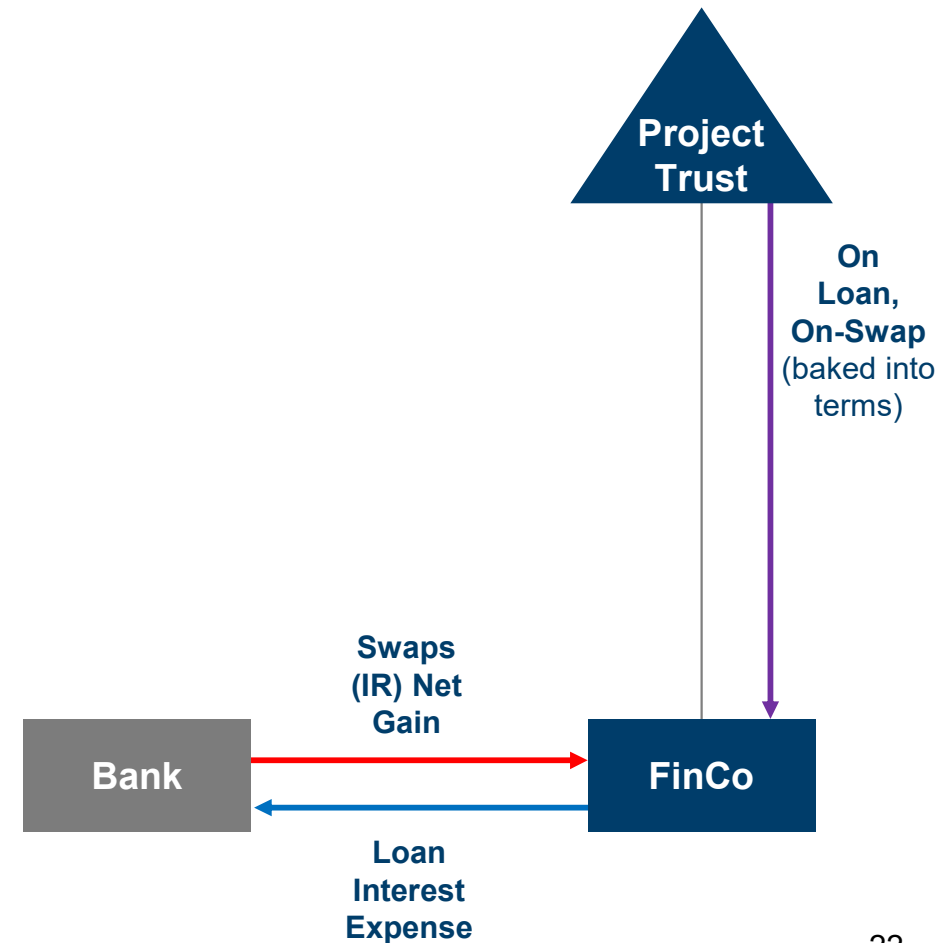 Project
Trust
On
Loan,
On-Swap
(baked into
terms)
Swaps
(IR) Net
Gain
Bank
FinCo
Loan
Interest
Expense